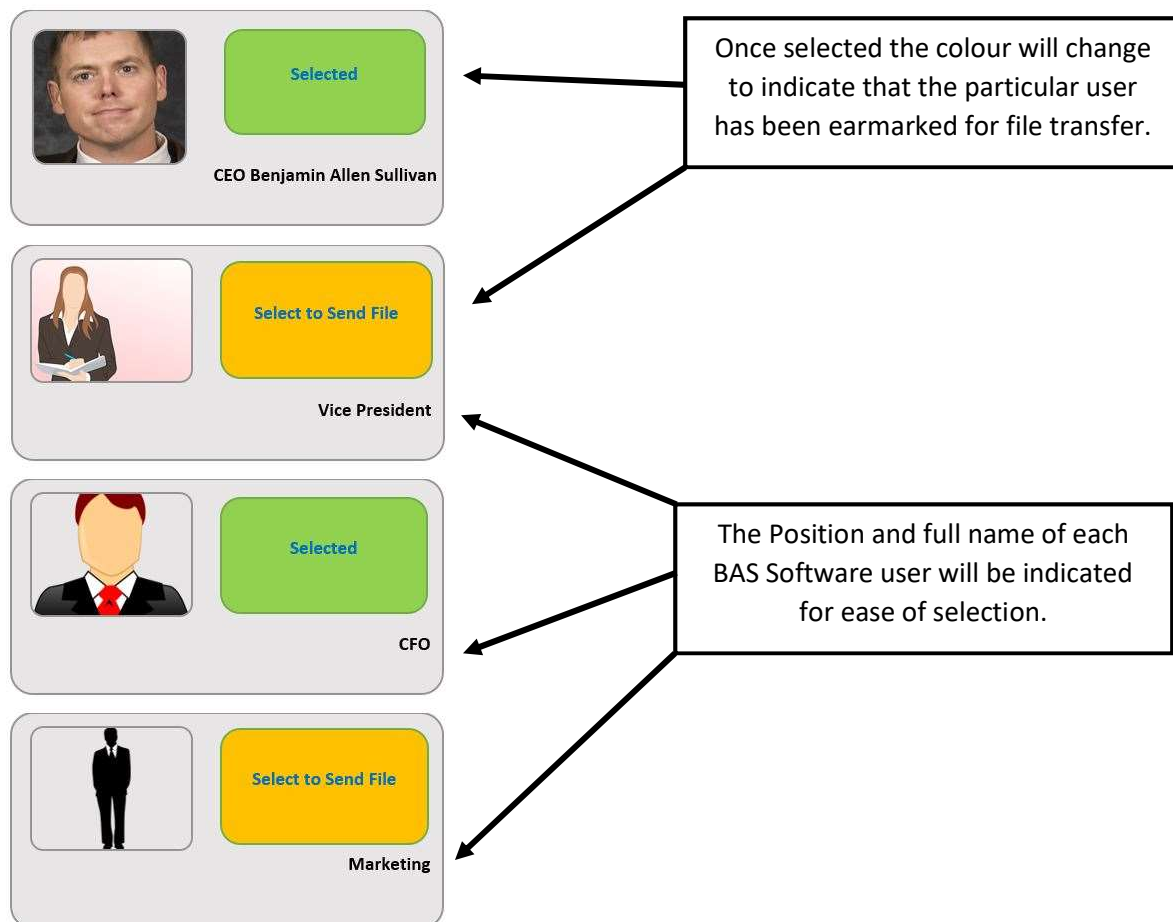 Selected
CEO Benjamin Allen Sullivan
Select to Send File
Vice President
Selected
CFO
Select to Send File
Marketing
Once selected the colour will change
to indicate that the particular user
has been earmarked for file transfer.
The Position and full name of each
BAS Software user will be indicated
for ease of selection.